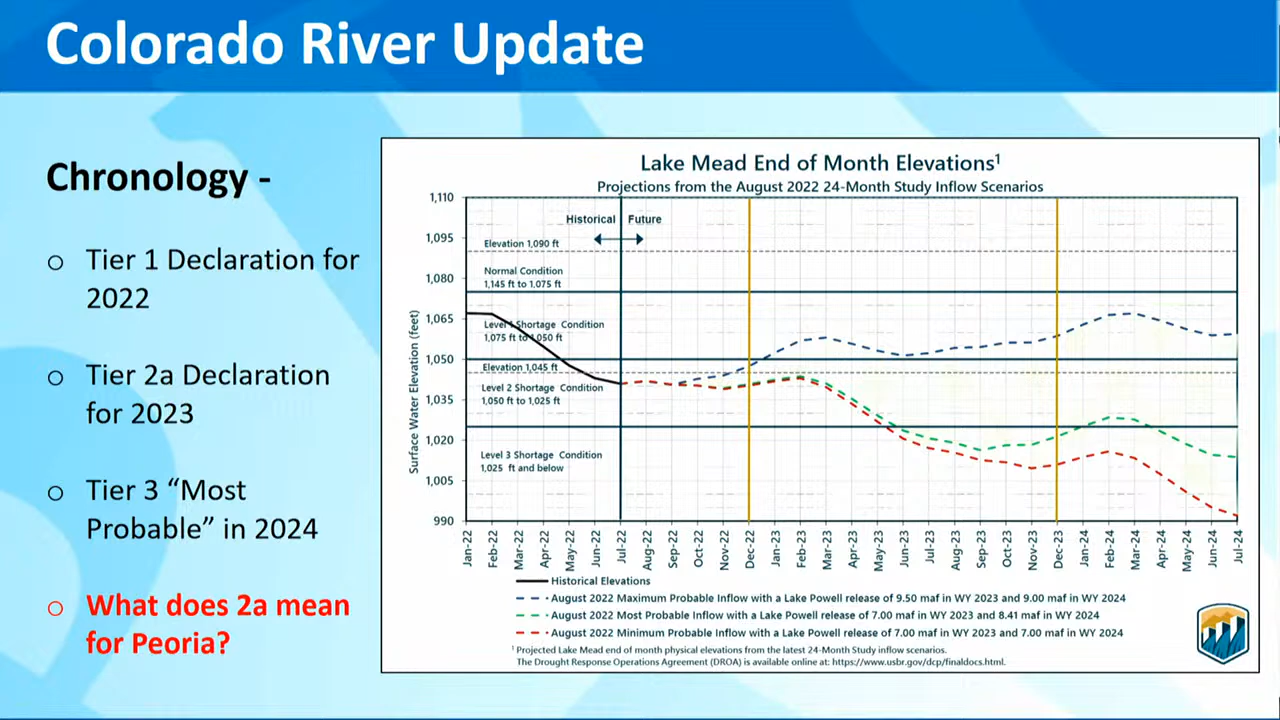 Colorado River Update
Chronology -
o Tier 1 Declaration for
2022
o Tier 2a Declaration
for 2023
o Tier 3 “Most
Probable” in 2024
o What does 2a mean
for Peoria?
Lake Mead End of Month Elevations¹
Projections from the August 2022 24-Month Study Inflow Scenarios
Surface Water Elevation (feet)
1,110
1,095
1,080
1,065
1,050
1,035
1,020
1,005
990
Historical Future
Elevation 1,090 ft
Normal Condition
1,145 ft to 1,075 ft
Level 1 Shortage Condition
1,075 ft to 1,050 ft
Elevation 1,045 ft
Level 2 Shortage Condition
1,050 ft to 1,025 ft
Level 3 Shortage Condition
1,025 ft and below
Jan-22 Feb-22 Mar-22 Apr-22 May-22 Jun-22 Jul-22 Aug-22 Sep-22 Oct-22 Nov-22 Dec-22 Jan-23 Feb-23 Mar-23 Apr-23 May-23 Jun-23 Jul-23 Aug-23 Sep-23 Oct-23 Nov-23 Dec-23 Jan-24 Feb-24 Mar-24 Apr-24 May-24 Jun-24 Jul-24
Historical Elevations
August 2022 Maximum Probable Inflow with a Lake Powell release of 9.50 maf in WY 2023 and 9.00 maf in WY 2024
August 2022 Most Probable Inflow with a Lake Powell release of 7.00 maf in WY 2023 and 8.41 maf in WY 2024
August 2022 Minimum Probable Inflow with a Lake Powell release of 7.00 maf in WY 2023 and 7.00 maf in WY 2024
¹ Projected Lake Mead end of month physical elevations from the latest 24-Month Study inflow scenarios.
The Drought Response Operations Agreement (DROA) is available online at: https://www.usbr.gov/dcp/finaldocs.html.